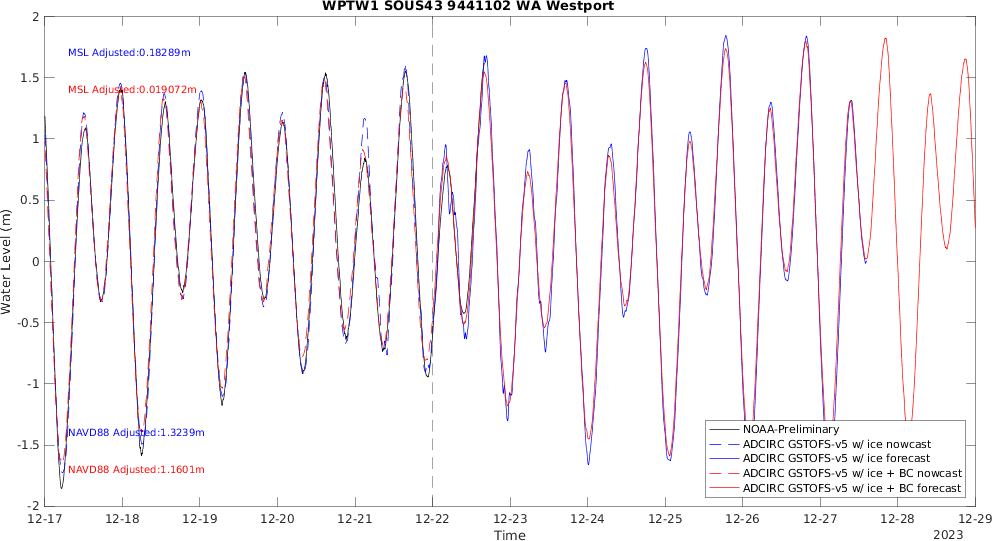 WPTW1 SOUS43 9441102 WA Westport
2
1.5
1
0.5
0
-0.5
-1
-1.5
-2
Water Level (m)
MSL Adjusted:0.18289m
MSL Adjusted:0.019072m
NAVD88 Adjusted:1.3239m
NAVD88 Adjusted:1.1601m
NOAA-Preliminary
ADCIRC GSTOFS-v5 w/ ice nowcast
ADCIRC GSTOFS-v5 w/ ice forecast
ADCIRC GSTOFS-v5 w/ ice + BC nowcast
ADCIRC GSTOFS-v5 w/ ice + BC forecast
12-17 12-18 12-19 12-20 12-21 12-22 12-23 12-24 12-25 12-26 12-27 12-28 12-29
Time
2023